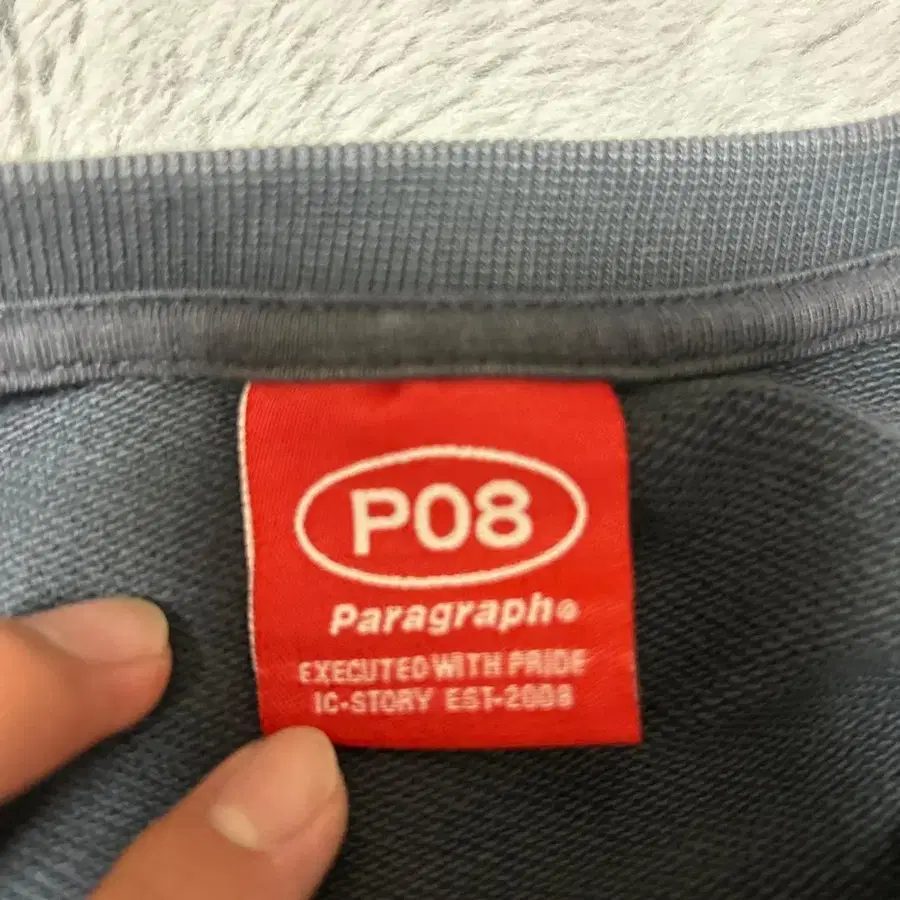 P08
Paragraph®
EXECUTED WITH PRIDE
IC-STORY EST-2008